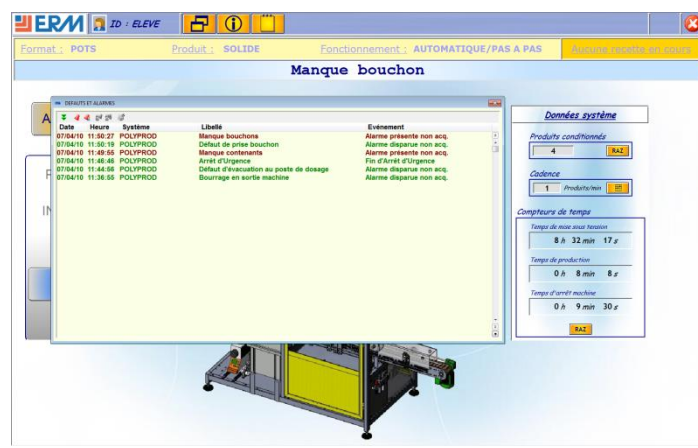 ERM ID : ELEVE
Format : POTS Produit : SOLIDE Fonctionnement : AUTOMATIQUE/PAS A PAS Aucune recette en cours
Manque bouchon
DEFAUTS ET ALARMES
Date Heure Système Libellé Evénement
07/04/10 11:50:27 POLYPROD Manque bouchons Alarme présente non acq.
07/04/10 11:50:19 POLYPROD Défaut de prise bouchon Alarme disparue non acq.
07/04/10 11:49:55 POLYPROD Manque contenants Alarme présente non acq.
07/04/10 11:46:46 POLYPROD Arrêt d'Urgence Fin d'Arrêt d'Urgence
07/04/10 11:44:56 POLYPROD Défaut d'évacuation au poste de dosage Alarme disparue non acq.
07/04/10 11:36:55 POLYPROD Bourrage en sortie machine Alarme disparue non acq.
A
F
IN
Données système
Produits conditionnés
4 RAZ
Cadence
1 Produits/min
Compteurs de temps
Temps de mise sous tension
8 h 32 min 17 s
Temps de production
0 h 8 min 8 s
Temps d'arrêt machine
0 h 9 min 30 s
RAZ